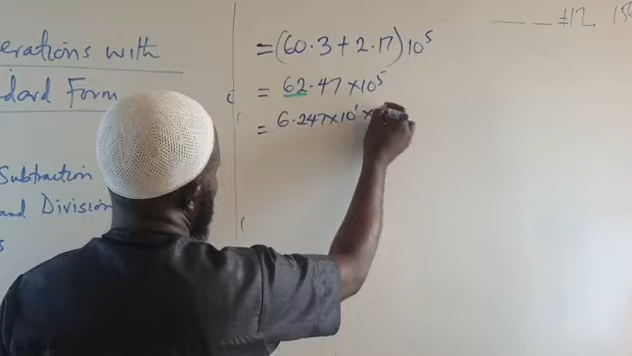 erations with
dard Form
Subtraction
and Division
s
=(60.3+2.17)10⁵
= 62.47 ×10⁵
= 6.247×10¹×